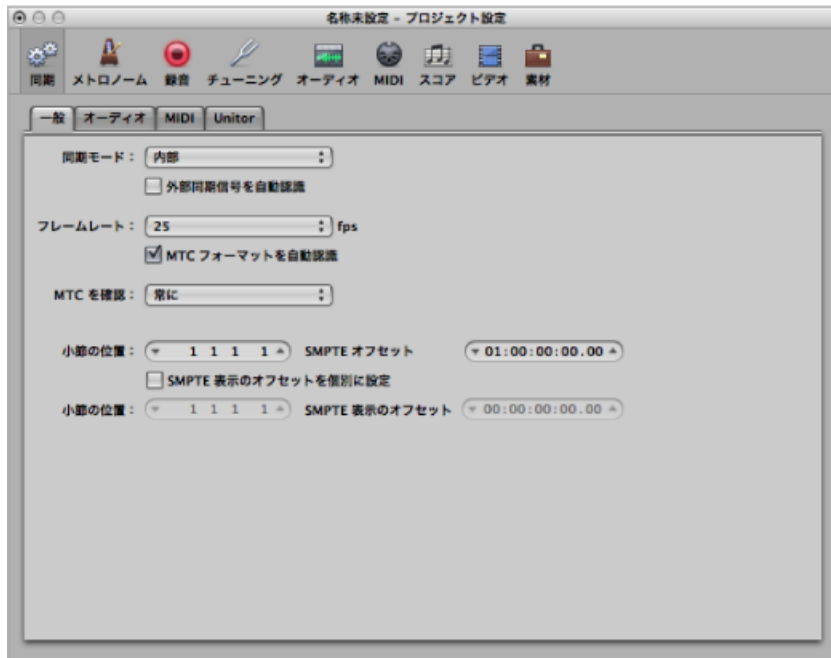 名称未設定 - プロジェクト設定
同期 メトロノーム 録音 チューニング オーディオ MIDI スコア ビデオ 素材
一般 オーディオ MIDI Unitor
同期モード： 内部
外部同期信号を自動認識
フレームレート： 25 fps
MTC フォーマットを自動認識
MTC を確認： 常に
小節の位置： 1 1 1 1 SMPTE オフセット 01:00:00:00.00
SMPTE 表示のオフセットを個別に設定
小節の位置： 1 1 1 1 SMPTE 表示のオフセット 00:00:00:00.00